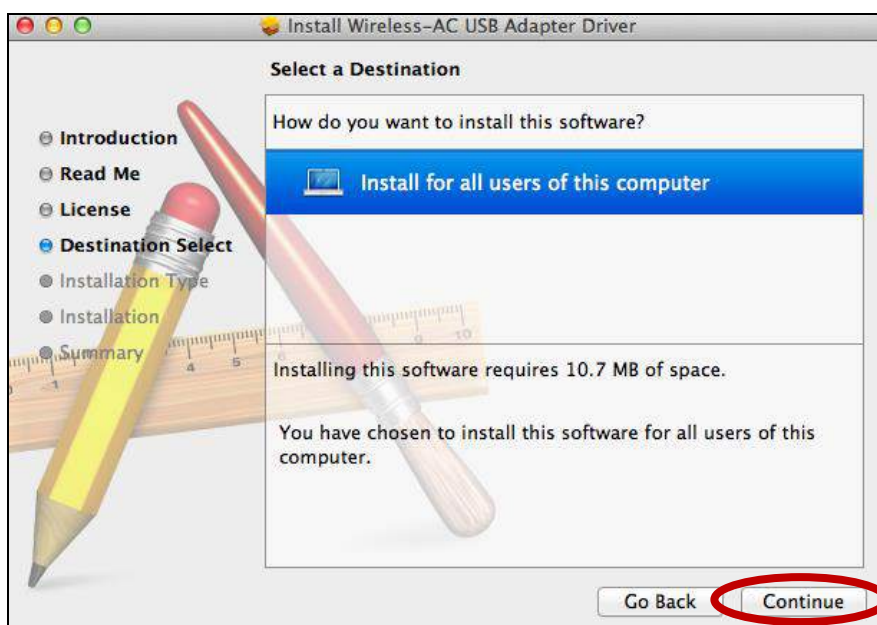 Install Wireless-AC USB Adapter Driver
Select a Destination
Introduction
Read Me
License
Destination Select
Installation Type
Installation
Summary
How do you want to install this software?
Install for all users of this computer
Installing this software requires 10.7 MB of space.
You have chosen to install this software for all users of this
computer.
Go Back
Continue